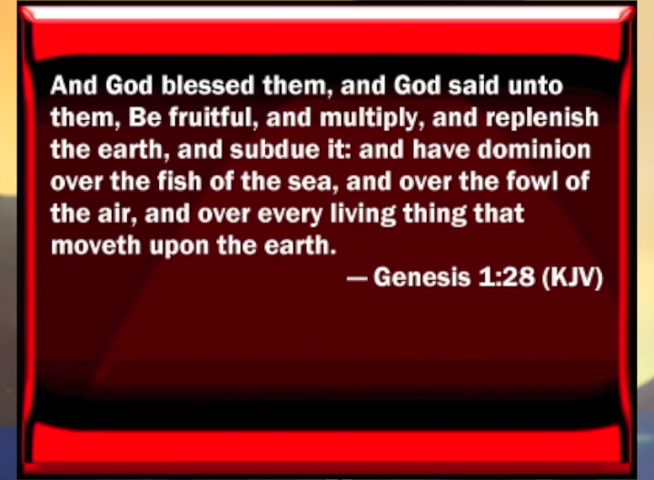 And God blessed them, and God said unto
them, Be fruitful, and multiply, and replenish
the earth, and subdue it: and have dominion
over the fish of the sea, and over the fowl of
the air, and over every living thing that
moveth upon the earth.
— Genesis 1:28 (KJV)